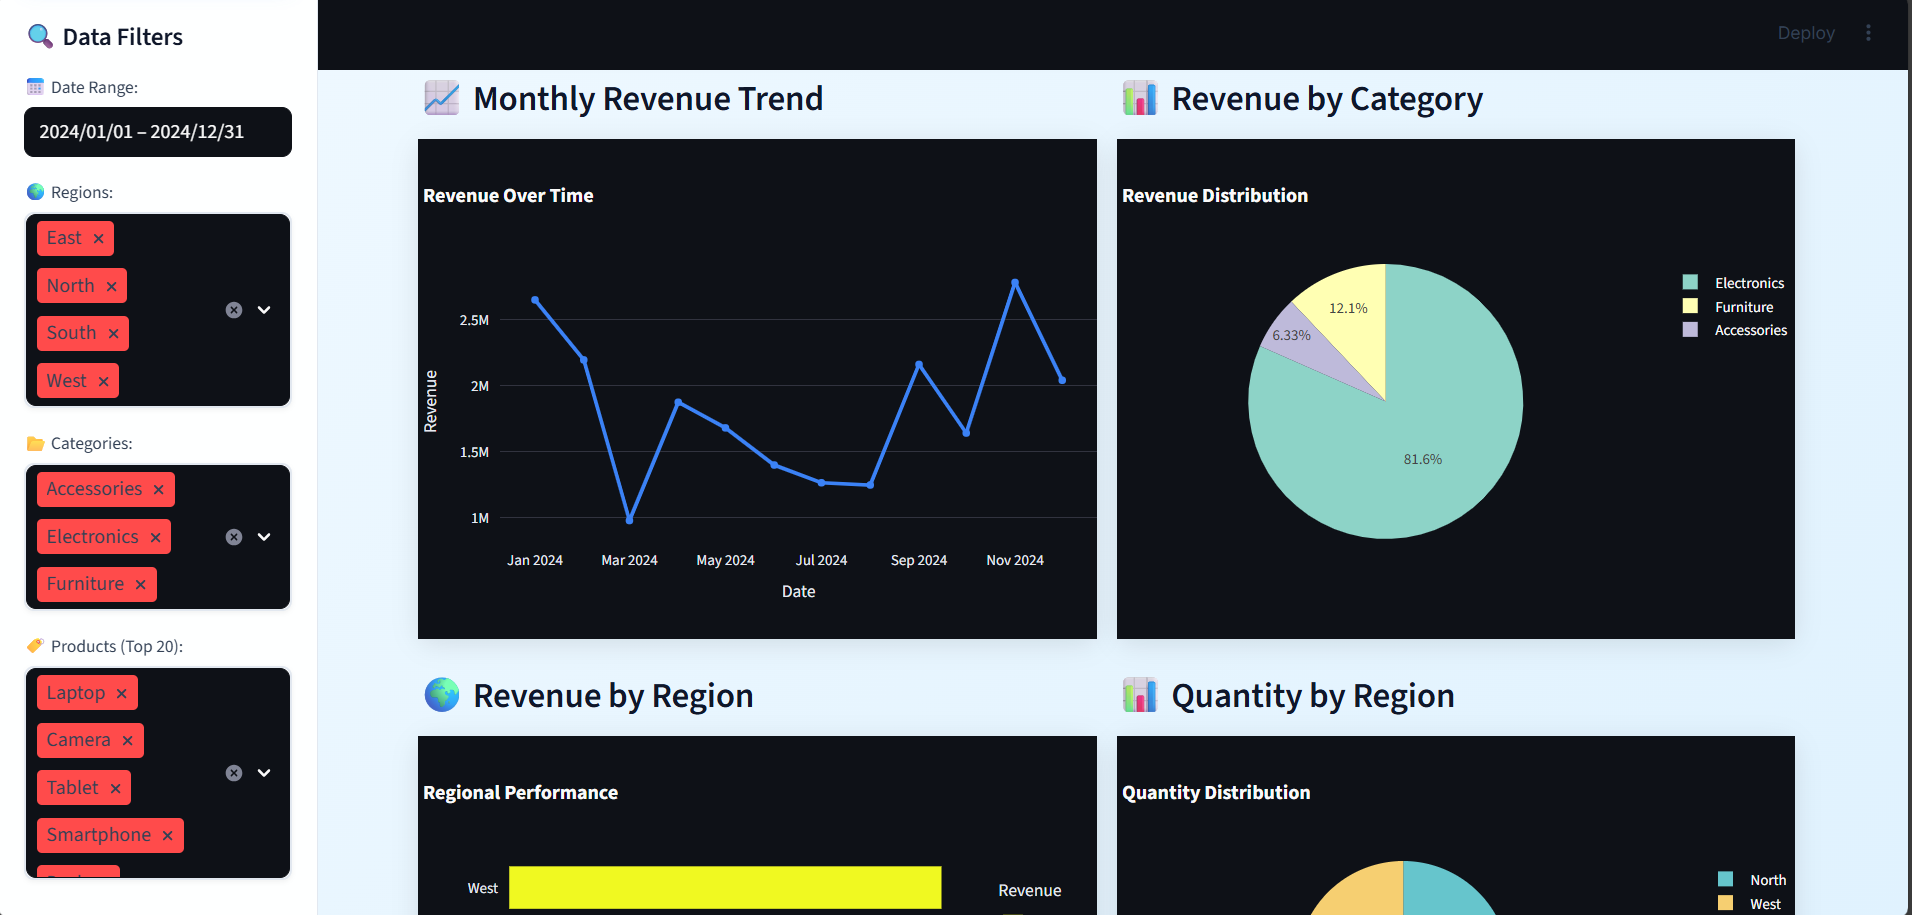 Data Filters
Date Range:
2024/01/01 – 2024/12/31
Regions:
East
North
South
West
Categories:
Accessories
Electronics
Furniture
Products (Top 20):
Laptop
Camera
Tablet
Smartphone
Deploy
Monthly Revenue Trend
Revenue Over Time
2.5M
2M
1.5M
1M
Revenue
Jan 2024 Mar 2024 May 2024 Jul 2024 Sep 2024 Nov 2024
Date
Revenue by Category
Revenue Distribution
12.1%
6.33%
81.6%
Electronics
Furniture
Accessories
Revenue by Region
Regional Performance
West
Revenue
Quantity by Region
Quantity Distribution
North
West